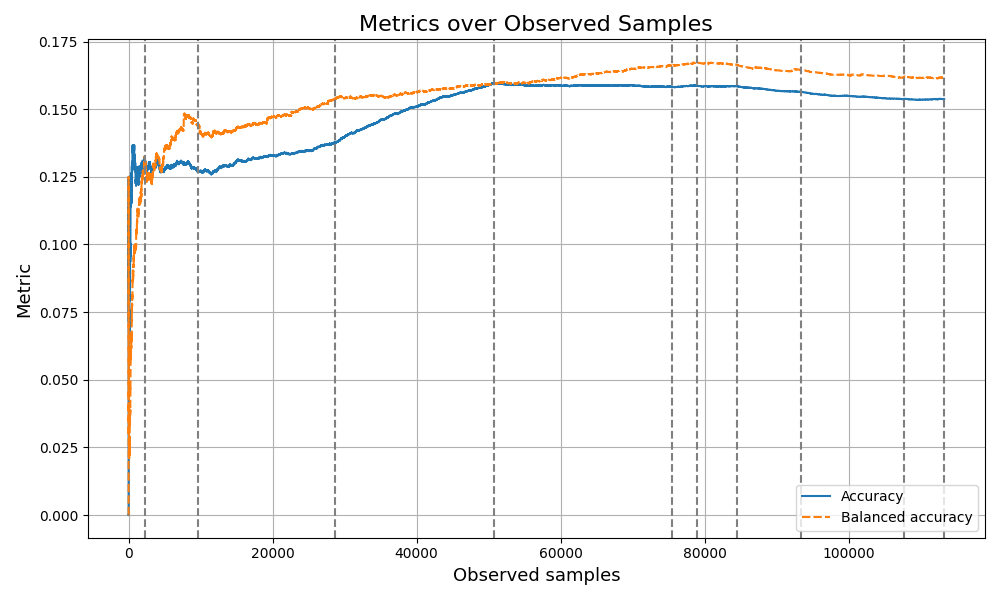 Metrics over Observed Samples
Metric
0.175
0.150
0.125
0.100
0.075
0.050
0.025
0.000
0 20000 40000 60000 80000 100000
Observed samples
Accuracy
Balanced accuracy